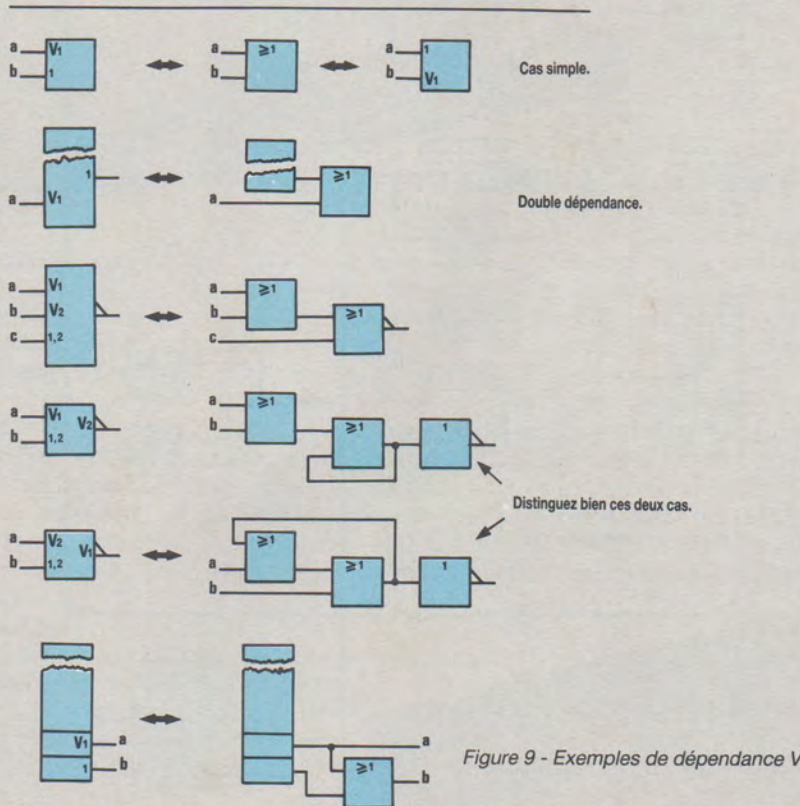 a V1 a ≥1 a 1
b 1 b b V1
Cas simple.
1 ≥1
a V1 a
Double dépendance.
a V1 a ≥1
b V2 b ≥1
c 1,2 c
a V1 V2 a ≥1
b 1,2 b ≥1 1
Distinguez bien ces deux cas.
a V2 V1 ≥1
b 1,2 a ≥1 1
b
V1 a a
1 b ≥1 b
Figure 9 - Exemples de dépendance V